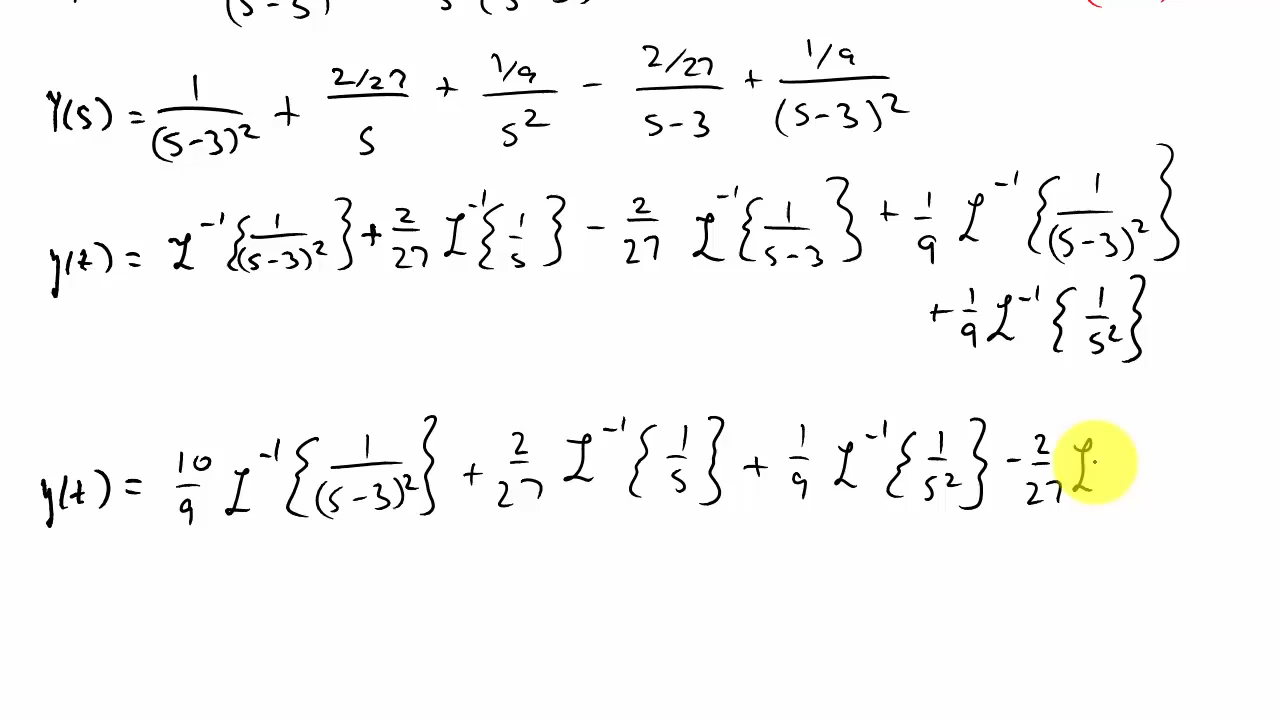 Y(s) = 1/(s-3)² + 2/27/s + 1/9/s² - 2/27/s-3 + 1/9/(s-3)²
y(t) = ℒ⁻¹{1/(s-3)²} + 2/27 ℒ⁻¹{1/s} - 2/27 ℒ⁻¹{1/s-3} + 1/9 ℒ⁻¹{1/(s-3)²}
+ 1/9 ℒ⁻¹{1/s²}
y(t) = 10/9 ℒ⁻¹{1/(s-3)²} + 2/27 ℒ⁻¹{1/s} + 1/9 ℒ⁻¹{1/s²} - 2/27 ℒ